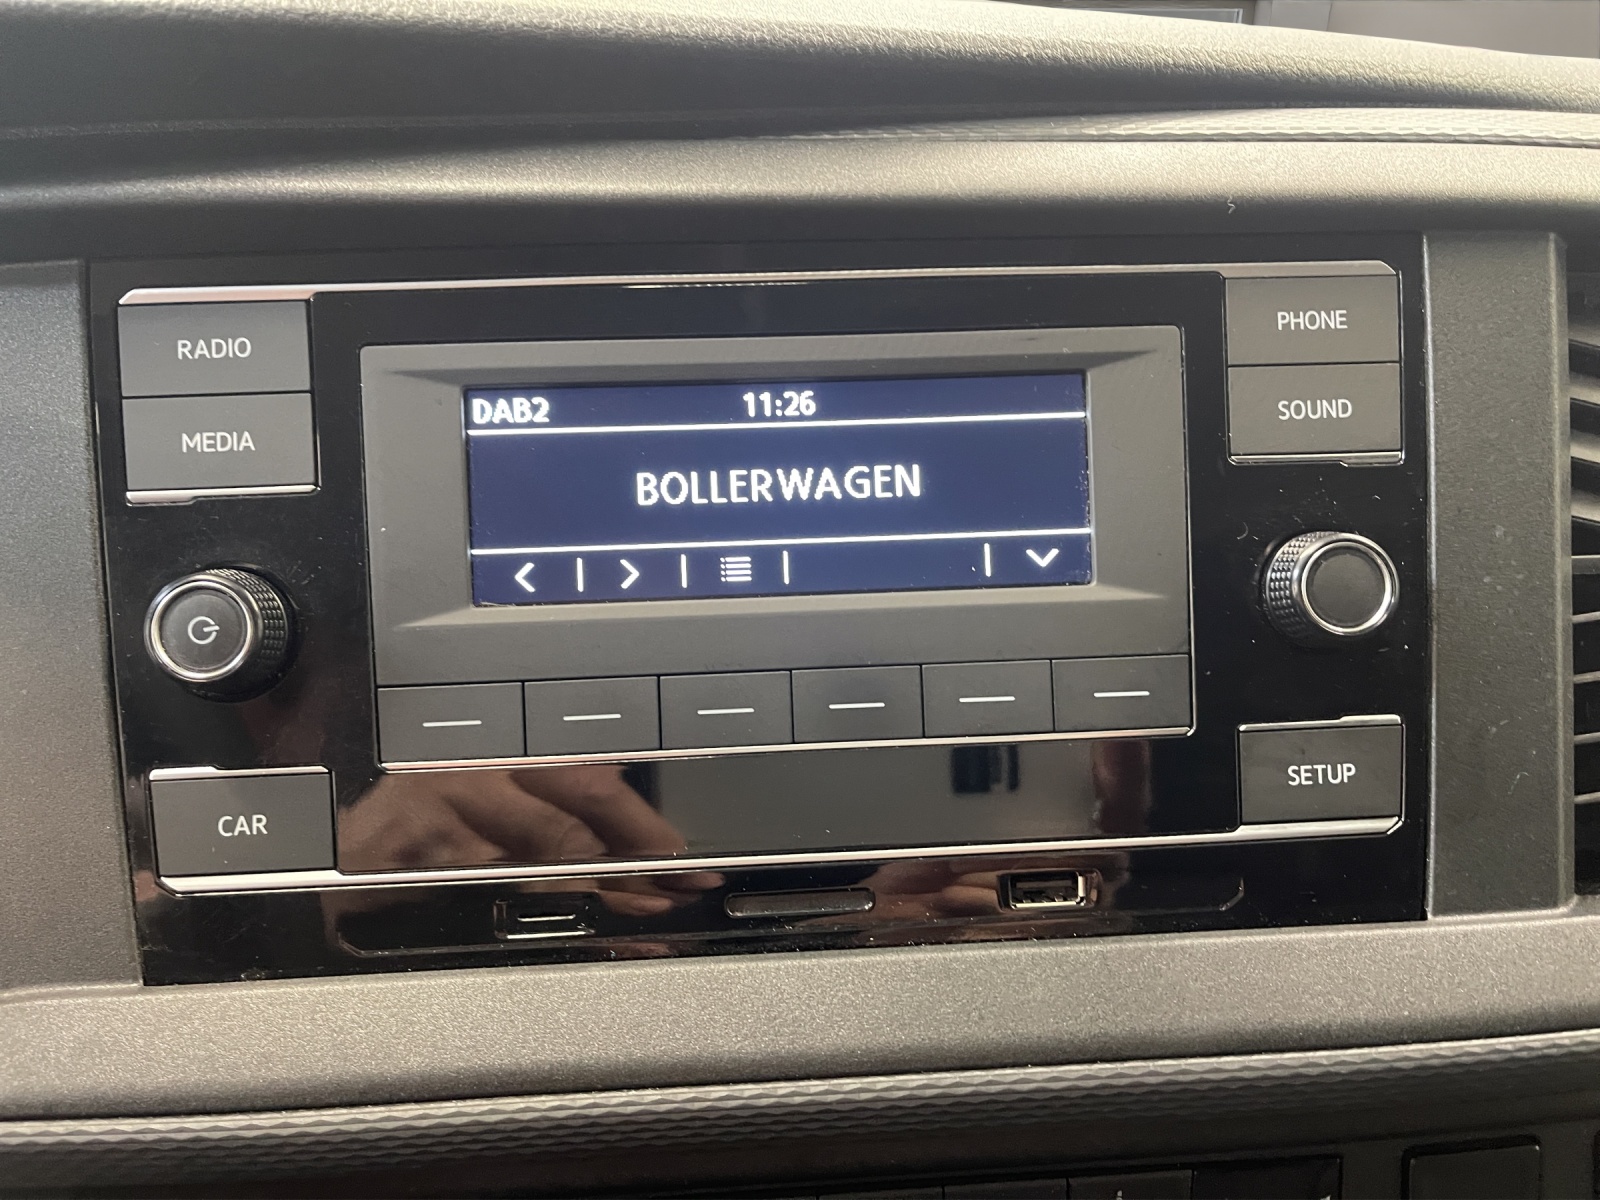 RADIO
MEDIA
DAB2 11:26
BOLLERWAGEN
PHONE
SOUND
CAR
SETUP